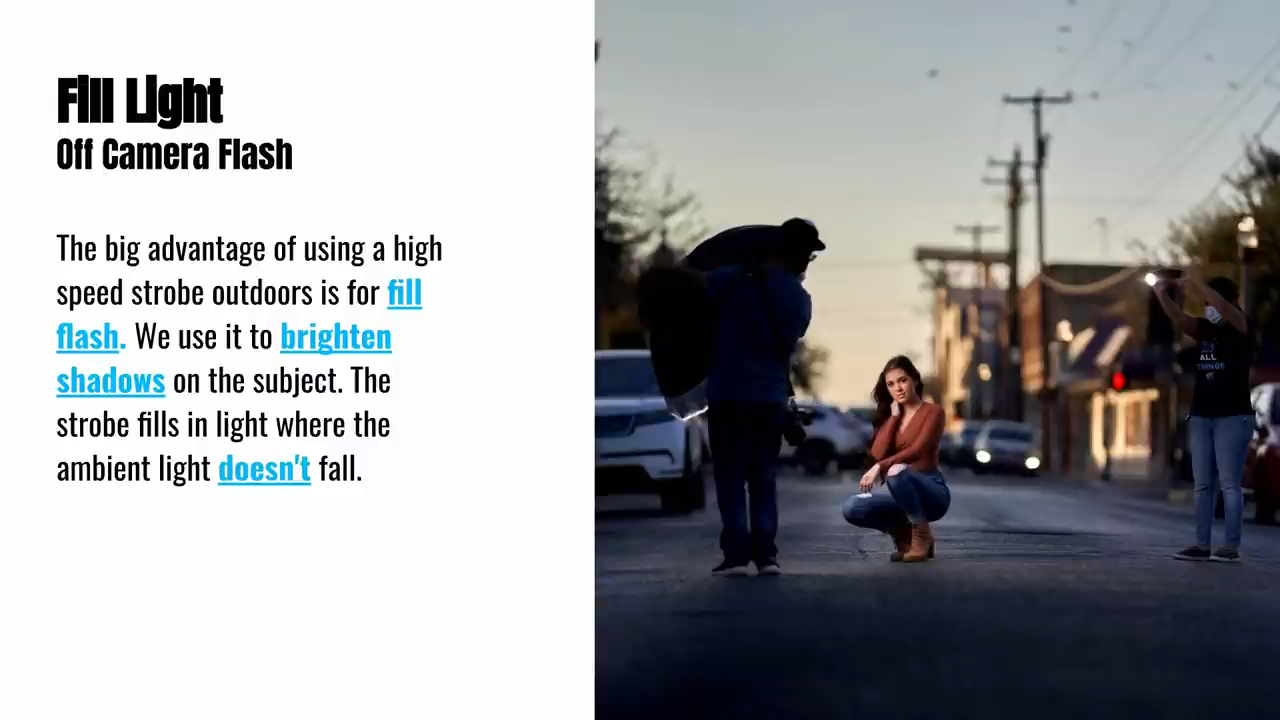 Fill Light
Off Camera Flash
The big advantage of using a high
speed strobe outdoors is for fill
flash. We use it to brighten
shadows on the subject. The
strobe fills in light where the
ambient light doesn't fall.
ALL
THINGS